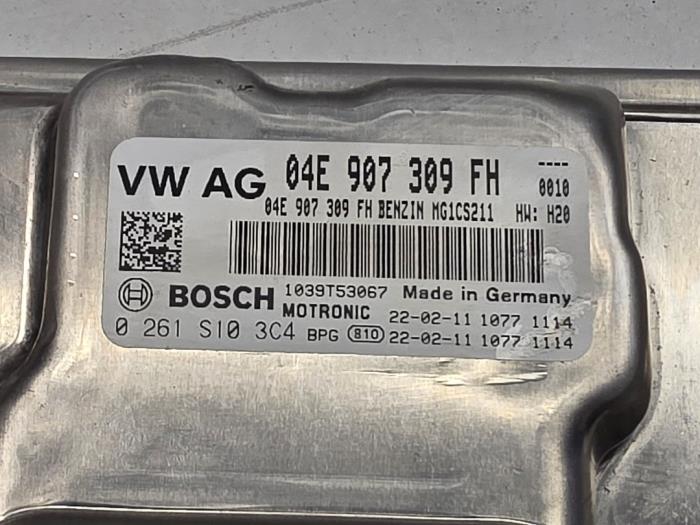 VW AG 04E 907 309 FH ----
0010
04E 907 309 FH BENZIN MG1CS211 HW: H20
BOSCH 1039T53067 Made in Germany
MOTRONIC 22-02-11 1077 1114
0 261 S10 3C4 BPG 810 22-02-11 1077 1114